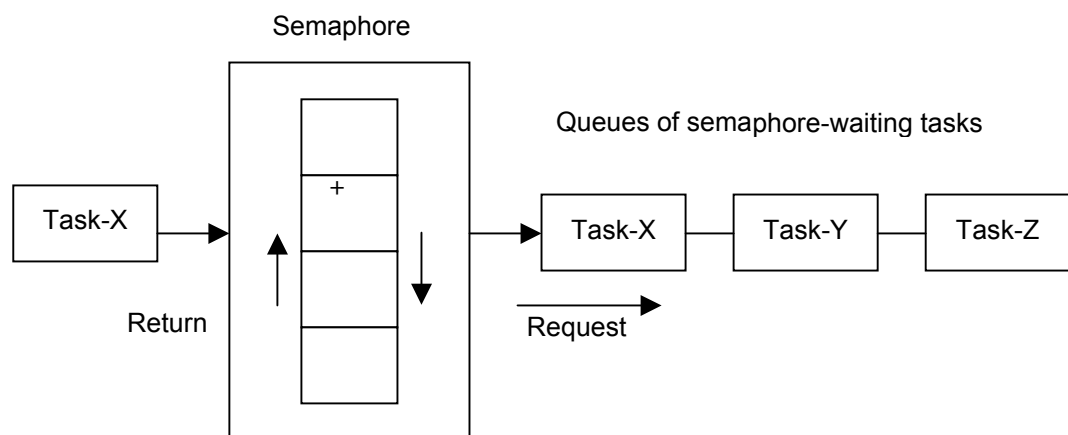 Semaphore
Queues of semaphore-waiting tasks
+
Task-X
Task-X
Task-Y
Task-Z
Return
Request